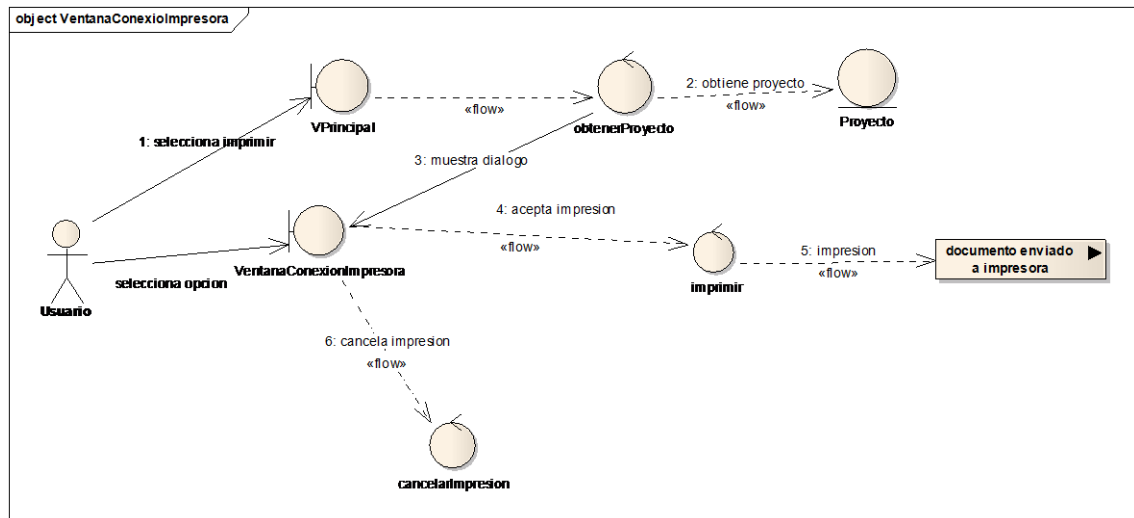 object VentanaConexioImpresora
2: obtiene proyecto
«flow»
«flow»
VPrincipal
obtenerProyecto
Proyecto
1: selecciona imprimir
3: muestra dialogo
4: acepta impresion
«flow»
5: impresion
«flow»
documento enviado
a impresora
VentanaConexionImpresora
selecciona opcion
imprimir
Usuario
6: cancela impresion
«flow»
cancelarImpresion